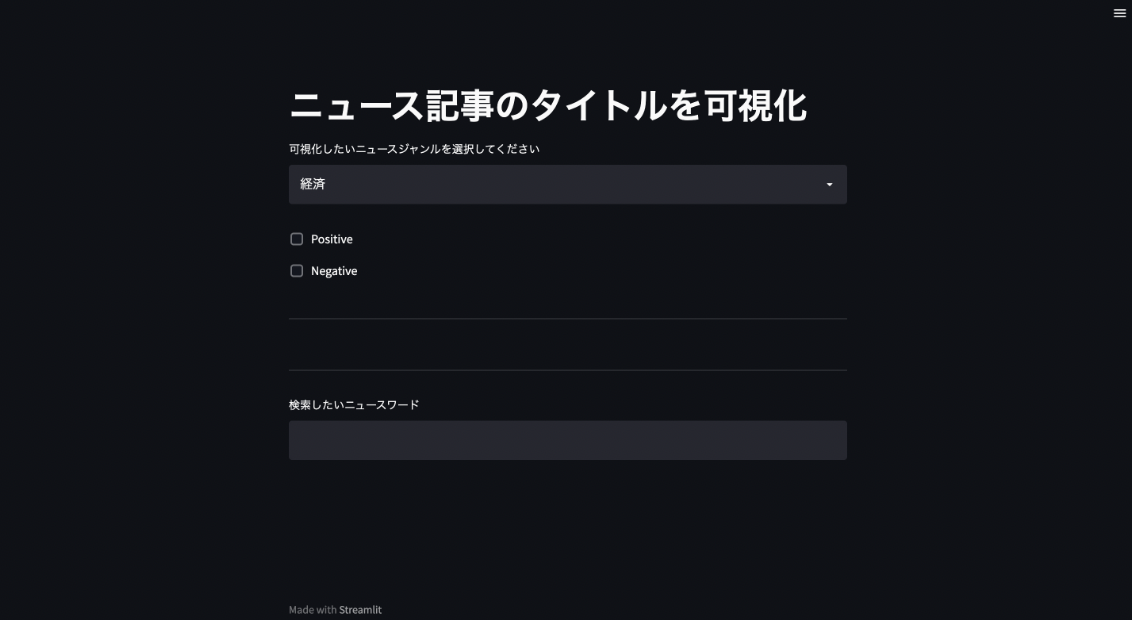 ニュース記事のタイトルを可視化
可視化したいニュースジャンルを選択してください
経済
Positive
Negative
検索したいニュースワード
Made with Streamlit